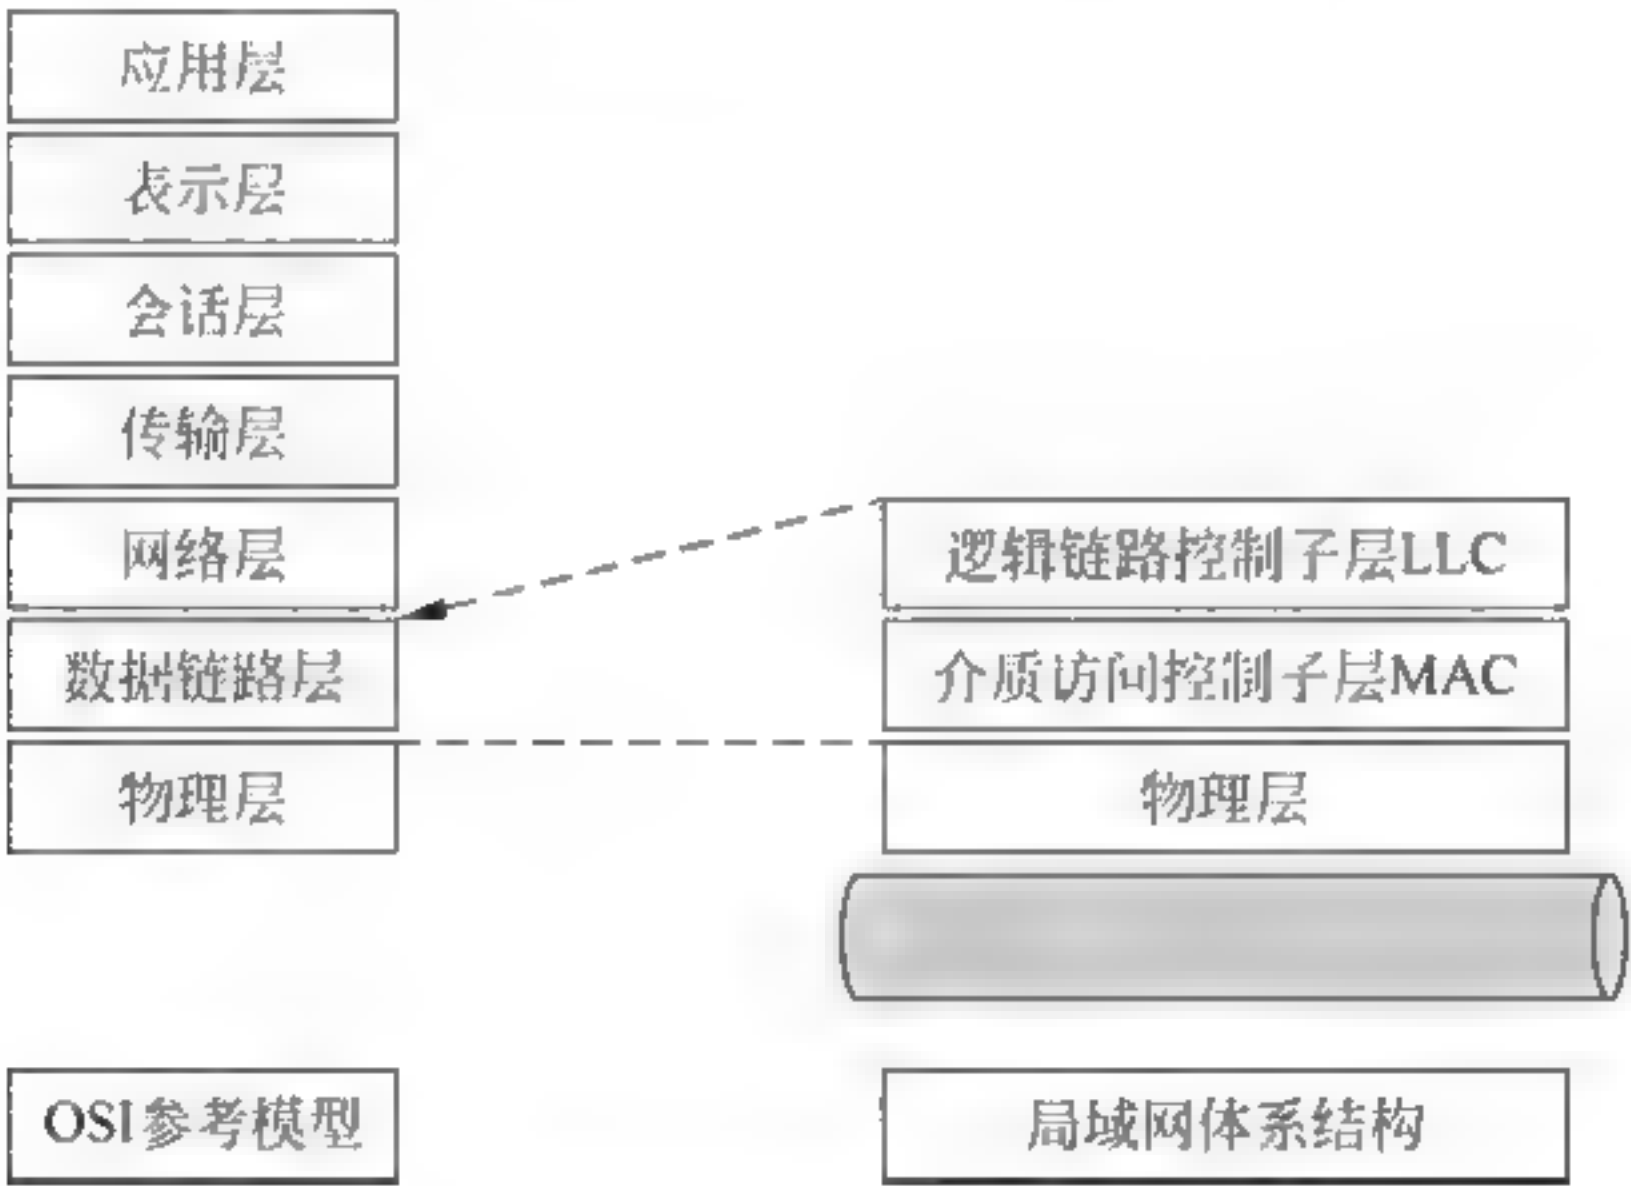 应用层
表示层
会话层
传输层
网络层
数据链路层
物理层
OSI参考模型
逻辑链路控制子层LLC
介质访问控制子层MAC
物理层
局域网体系结构